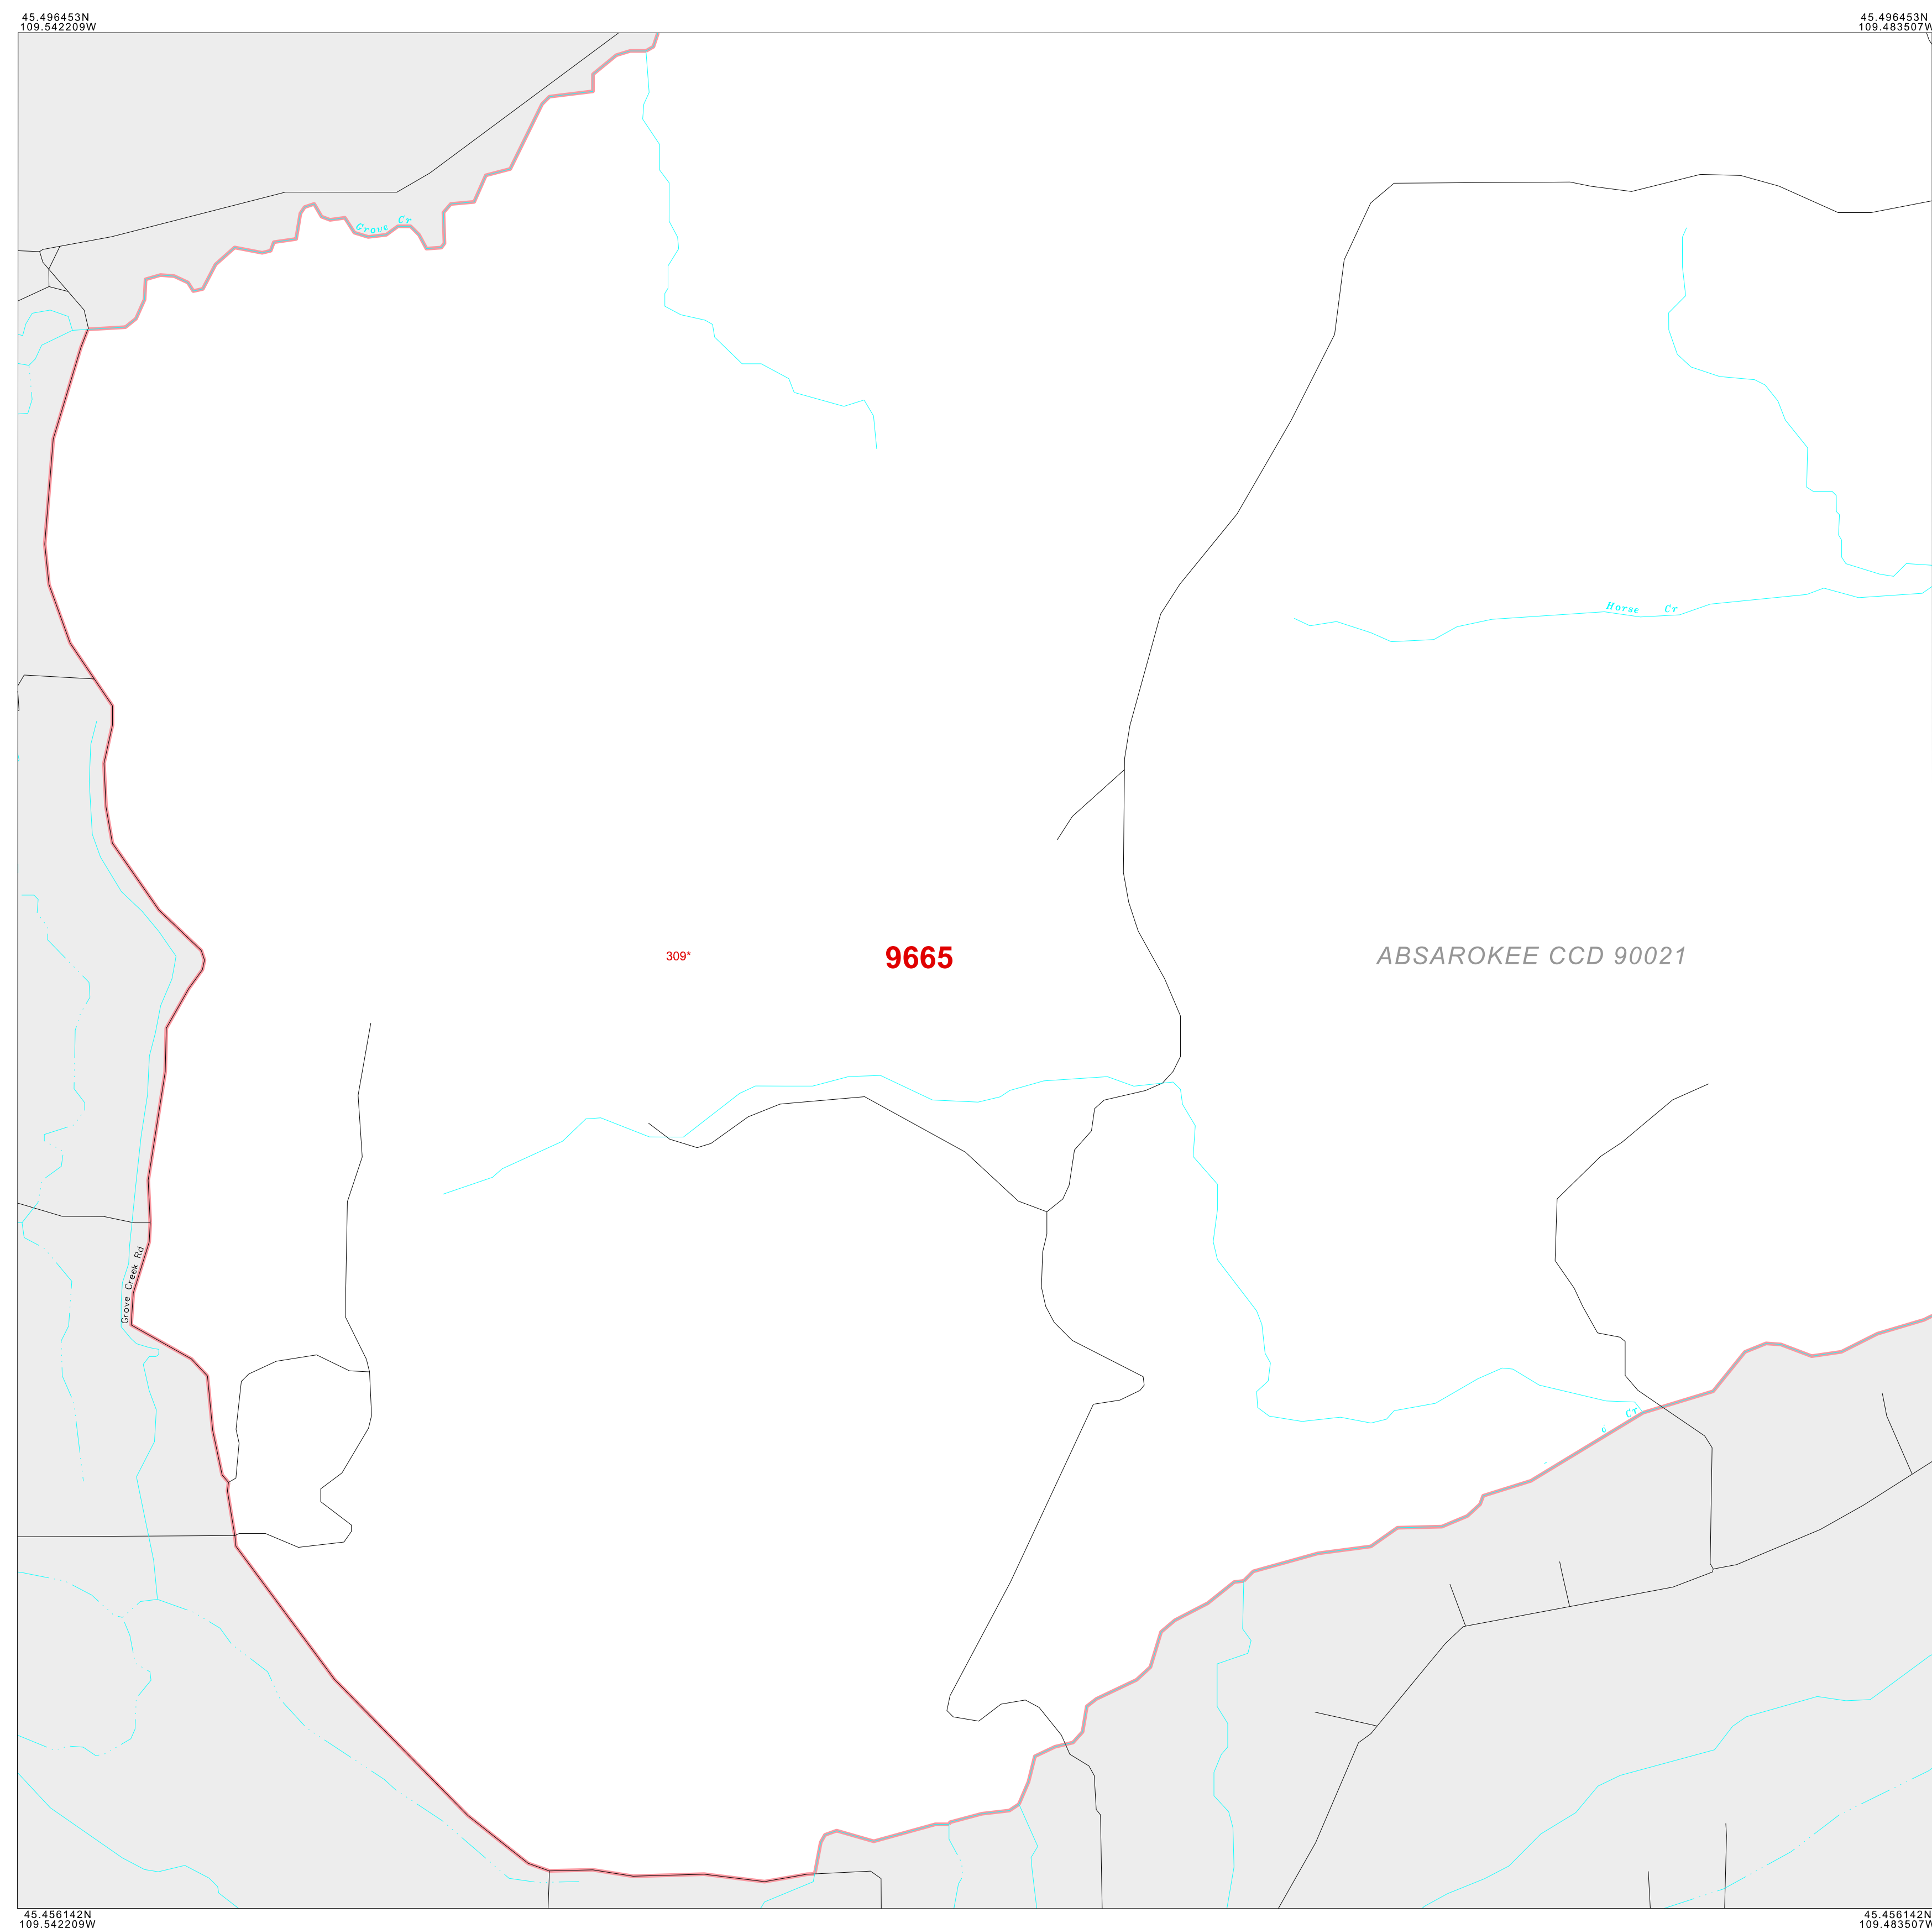 45.496453N
109.542209W
45.496453N
109.483507W
Grove Cr
Horse Cr
309*
9665
ABSAROKEE CCD 90021
Grove Creek Rd
e Cr
45.456142N
109.542209W
45.456142N
109.483507W